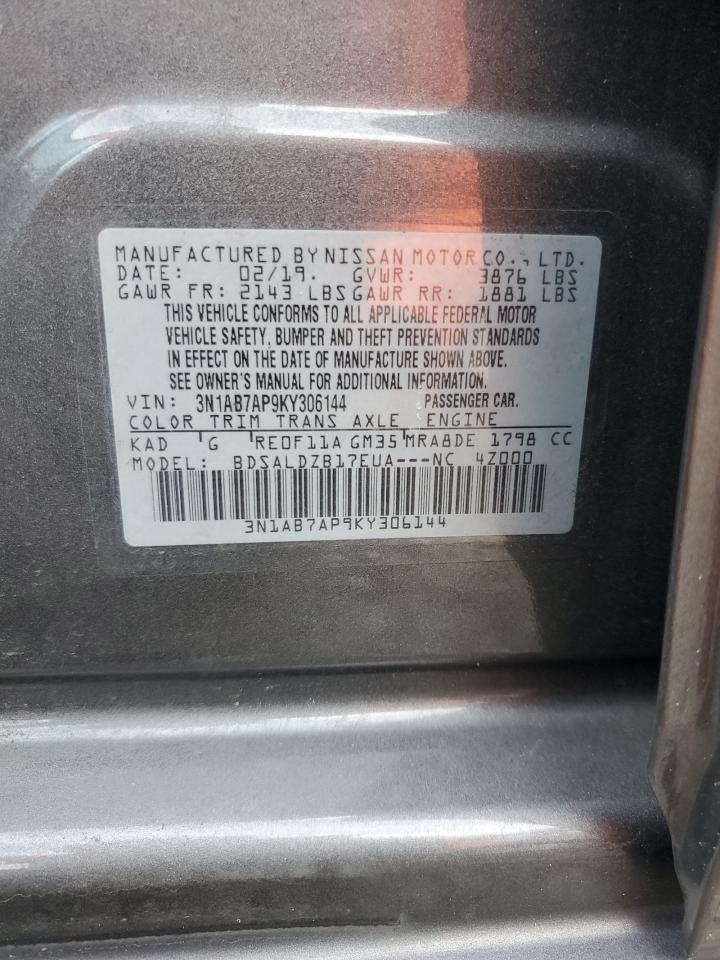 MANUFACTURED BY NISSAN MOTOR CO., LTD.
DATE: 02/19. GVWR: 3876 LBS
GAWR FR: 2143 LBS GAWR RR: 1881 LBS
THIS VEHICLE CONFORMS TO ALL APPLICABLE FEDERAL MOTOR
VEHICLE SAFETY, BUMPER AND THEFT PREVENTION STANDARDS
IN EFFECT ON THE DATE OF MANUFACTURE SHOWN ABOVE.
SEE OWNER'S MANUAL FOR ADDITIONAL INFORMATION.
VIN: 3N1AB7AP9KY306144 PASSENGER CAR.
COLOR TRIM TRANS AXLE ENGINE
KAD G RE0F11A GM35 MRA8DE 1798 CC
MODEL: BDSALDZB17EUA---NC 4Z000
3N1AB7AP9KY306144